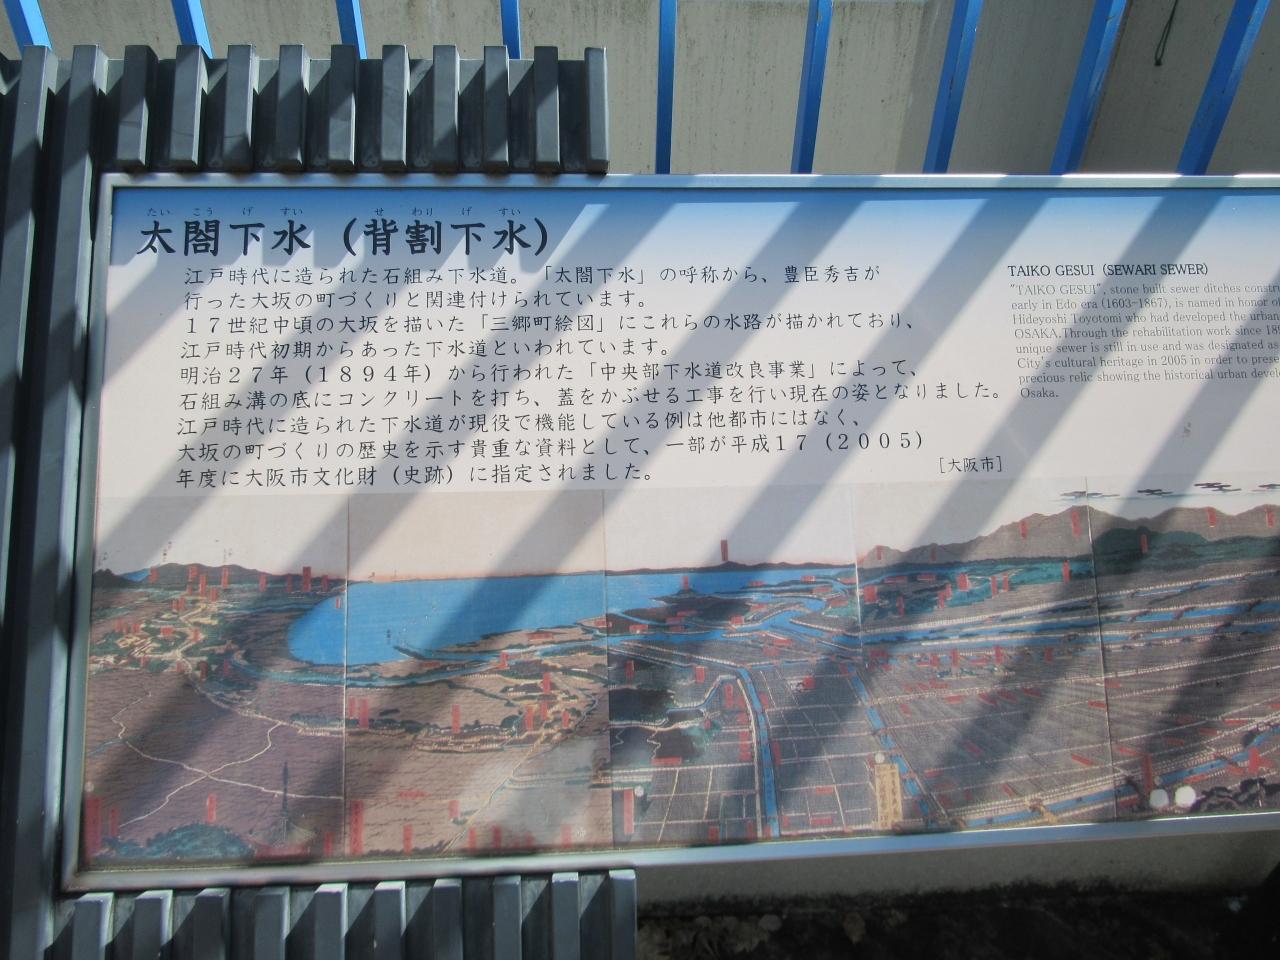 たいこうげすい せわりげすい
太閤下水（背割下水）
江戸時代に造られた石組み下水道。「太閤下水」の呼称から、豊臣秀吉が
行った大坂の町づくりと関連付けられています。
１７世紀中頃の大坂を描いた「三郷町絵図」にこれらの水路が描かれており、
江戸時代初期からあった下水道といわれています。
明治２７年（１８９４年）から行われた「中央部下水道改良事業」によって、
石組み溝の底にコンクリートを打ち、蓋をかぶせる工事を行い現在の姿となりました。
江戸時代に造られた下水道が現役で機能している例は他都市にはなく、
大坂の町づくりの歴史を示す貴重な資料として、一部が平成１７（２００５）
年度に大阪市文化財（史跡）に指定されました。
［大阪市］
TAIKO GESUI (SEWARI SEWER)
"TAIKO GESUI", stone built sewer ditches constru
early in Edo era (1603-1867), is named in honor of
Hideyoshi Toyotomi who had developed the urban
OSAKA. Through the rehabilitation work since 189
unique sewer is still in use and was designated as
City's cultural heritage in 2005 in order to prese
precious relic showing the historical urban develo
Osaka.